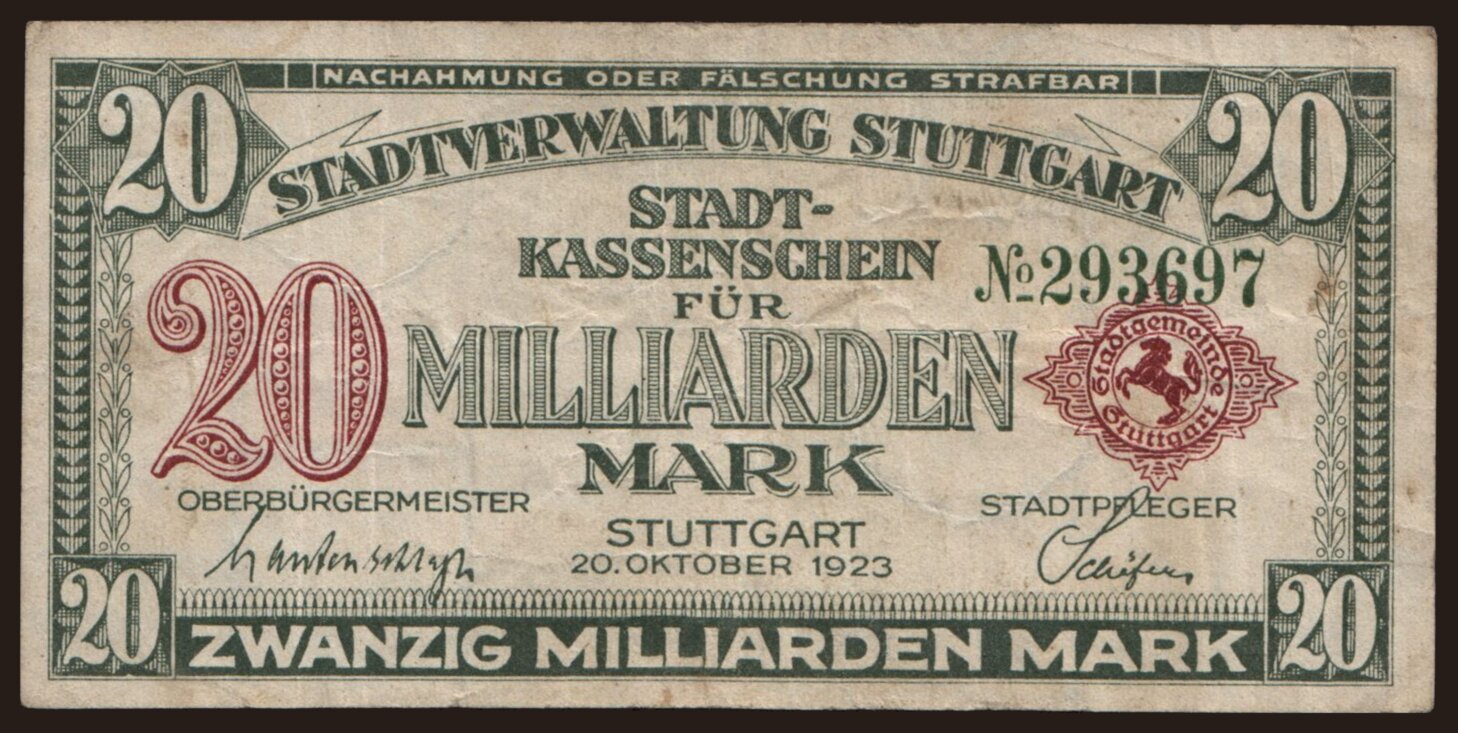 NACHAHMUNG ODER FÄLSCHUNG STRAFBAR
20
20
STADTVERWALTUNG STUTTGART
STADT-
KASSENSCHEIN
№ 293697
FÜR
20
MILLIARDEN
Stadtgemeinde
Stuttgart
MARK
OBERBÜRGERMEISTER
STADTPFLEGER
STUTTGART
20. OKTOBER 1923
Lautenschlager
20
ZWANZIG MILLIARDEN MARK
20